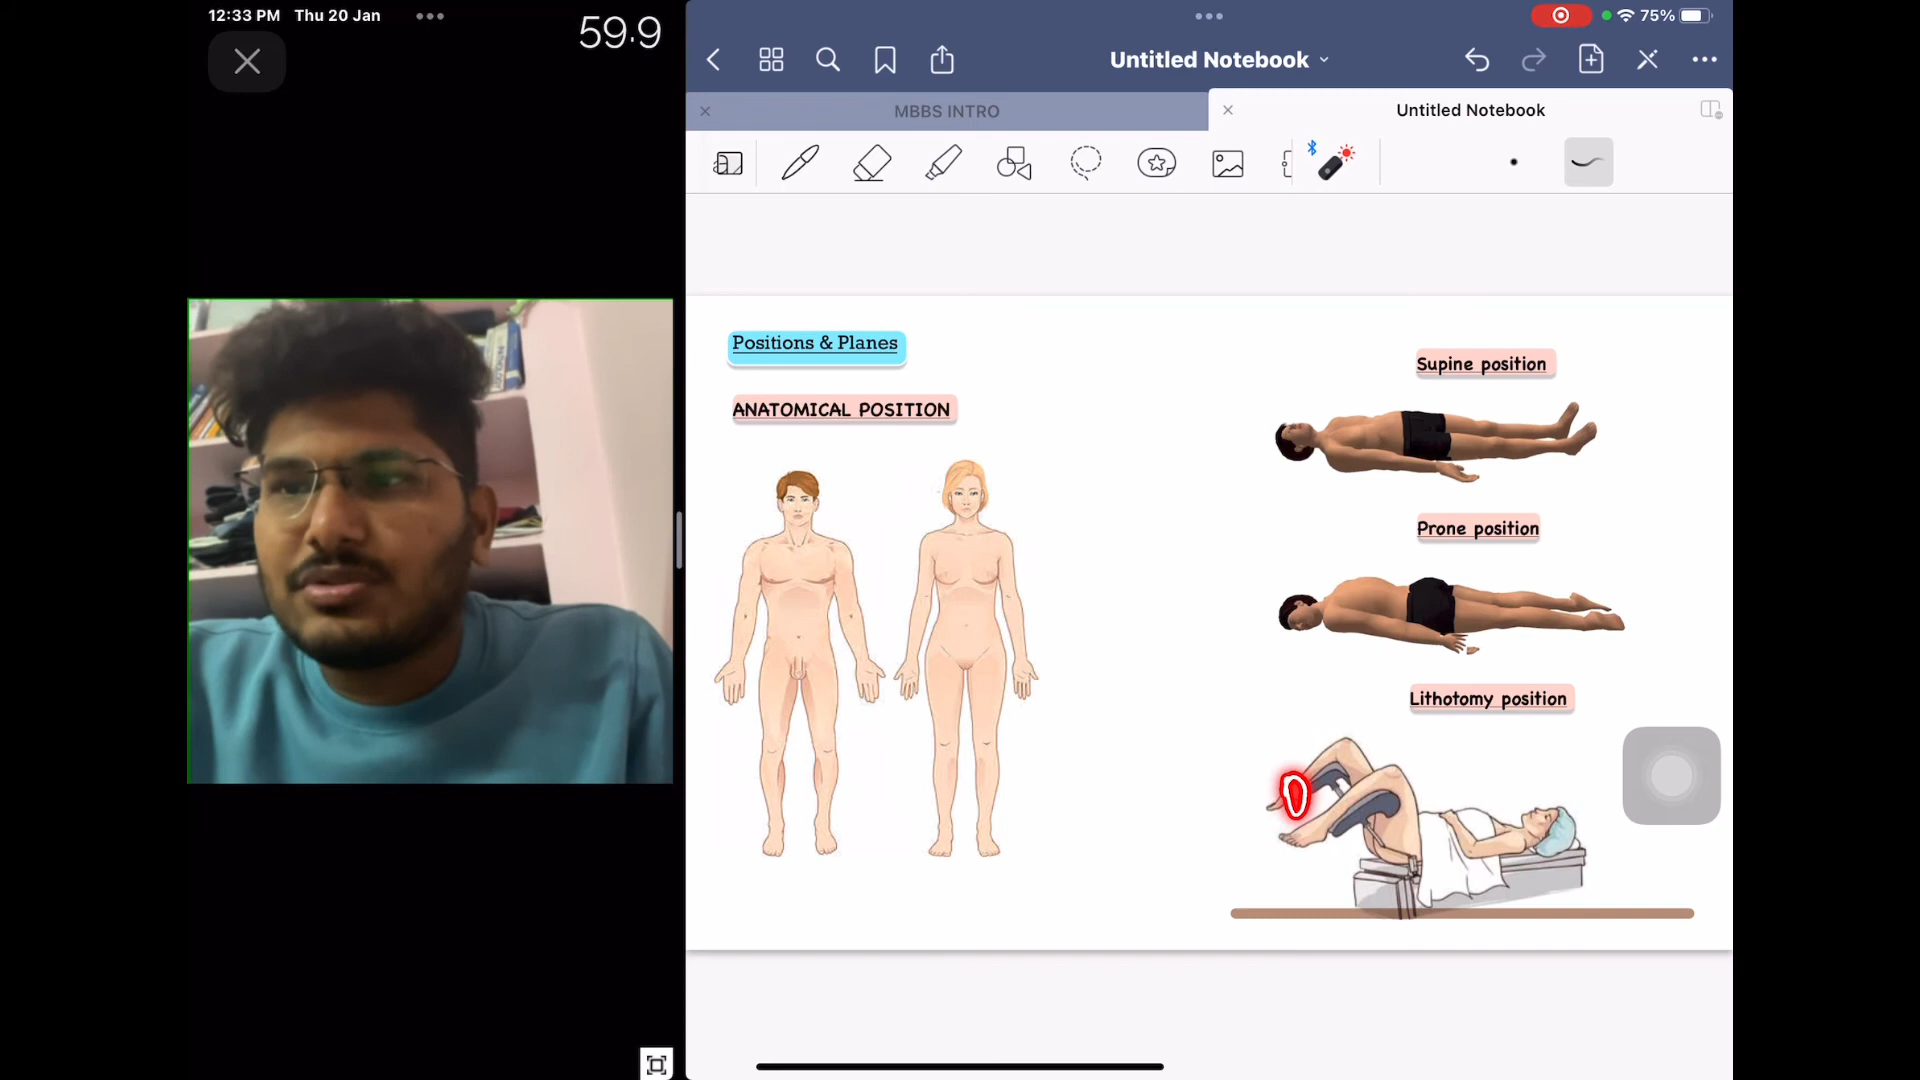 12:33 PM Thu 20 Jan
59.9
75%
Untitled Notebook
MBBS INTRO
Untitled Notebook
Positions & Planes
ANATOMICAL POSITION
Supine position
Prone position
Lithotomy position